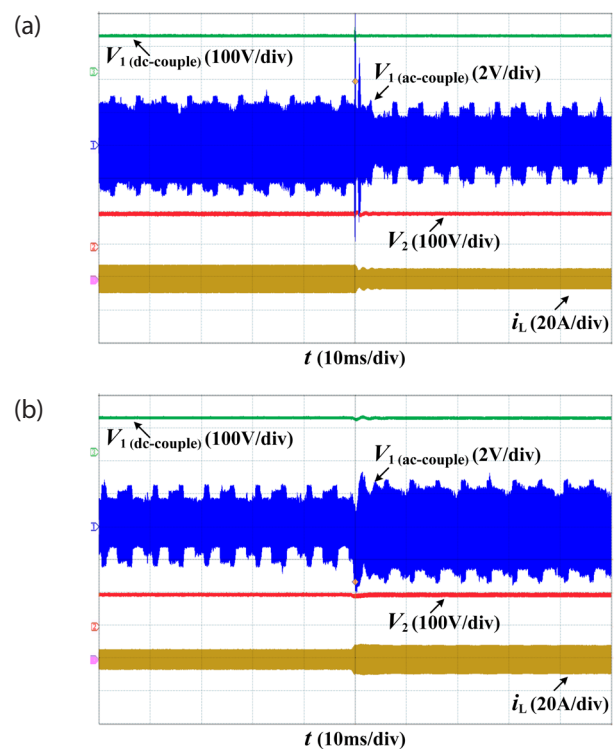 (a)
V1 (dc-couple) (100V/div)
V1 (ac-couple) (2V/div)
V2 (100V/div)
iL (20A/div)
t (10ms/div)
(b)
V1 (dc-couple) (100V/div)
V1 (ac-couple) (2V/div)
V2 (100V/div)
iL (20A/div)
t (10ms/div)